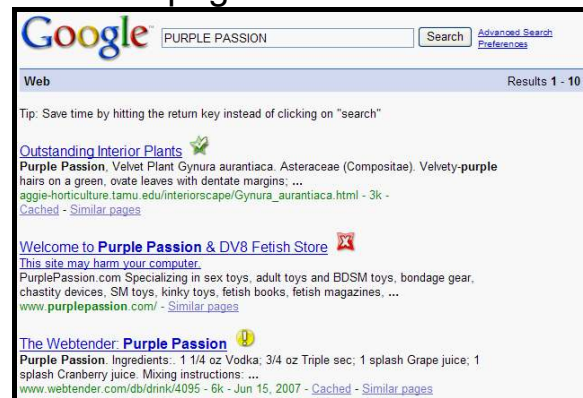 Google PURPLE PASSION Search Advanced Search
Preferences
Web Results 1 - 10
Tip: Save time by hitting the return key instead of clicking on "search"
Outstanding Interior Plants
Purple Passion, Velvet Plant Gynura aurantiaca. Asteraceae (Compositae). Velvety-purple
hairs on a green, ovate leaves with dentate margins; ...
aggie-horticulture.tamu.edu/interiorscape/Gynura_aurantiaca.html - 3k -
Cached - Similar pages
Welcome to Purple Passion & DV8 Fetish Store
This site may harm your computer.
PurplePassion.com Specializing in sex toys, adult toys and BDSM toys, bondage gear,
chastity devices, SM toys, kinky toys, fetish books, fetish magazines, ...
www.purplepassion.com/ - Similar pages
The Webtender: Purple Passion
Purple Passion. Ingredients:. 1 1/4 oz Vodka; 3/4 oz Triple sec; 1 splash Grape juice; 1
splash Cranberry juice. Mixing instructions: ...
www.webtender.com/db/drink/4095 - 6k - Jun 15, 2007 - Cached - Similar pages